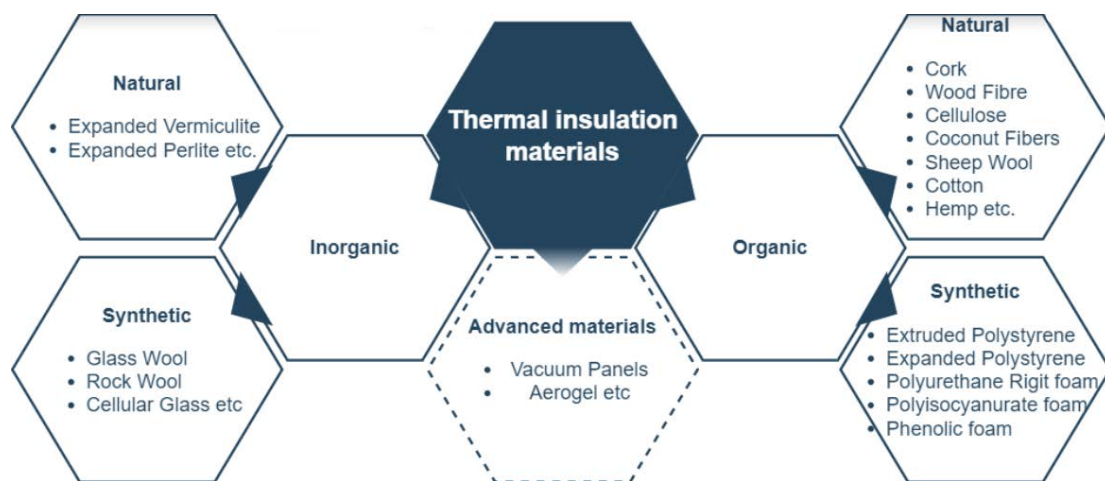 Thermal insulation
materials
Inorganic
Natural
• Expanded Vermiculite
• Expanded Perlite etc.
Synthetic
• Glass Wool
• Rock Wool
• Cellular Glass etc
Advanced materials
• Vacuum Panels
• Aerogel etc
Organic
Natural
• Cork
• Wood Fibre
• Cellulose
• Coconut Fibers
• Sheep Wool
• Cotton
• Hemp etc.
Synthetic
• Extruded Polystyrene
• Expanded Polystyrene
• Polyurethane Rigit foam
• Polyisocyanurate foam
• Phenolic foam